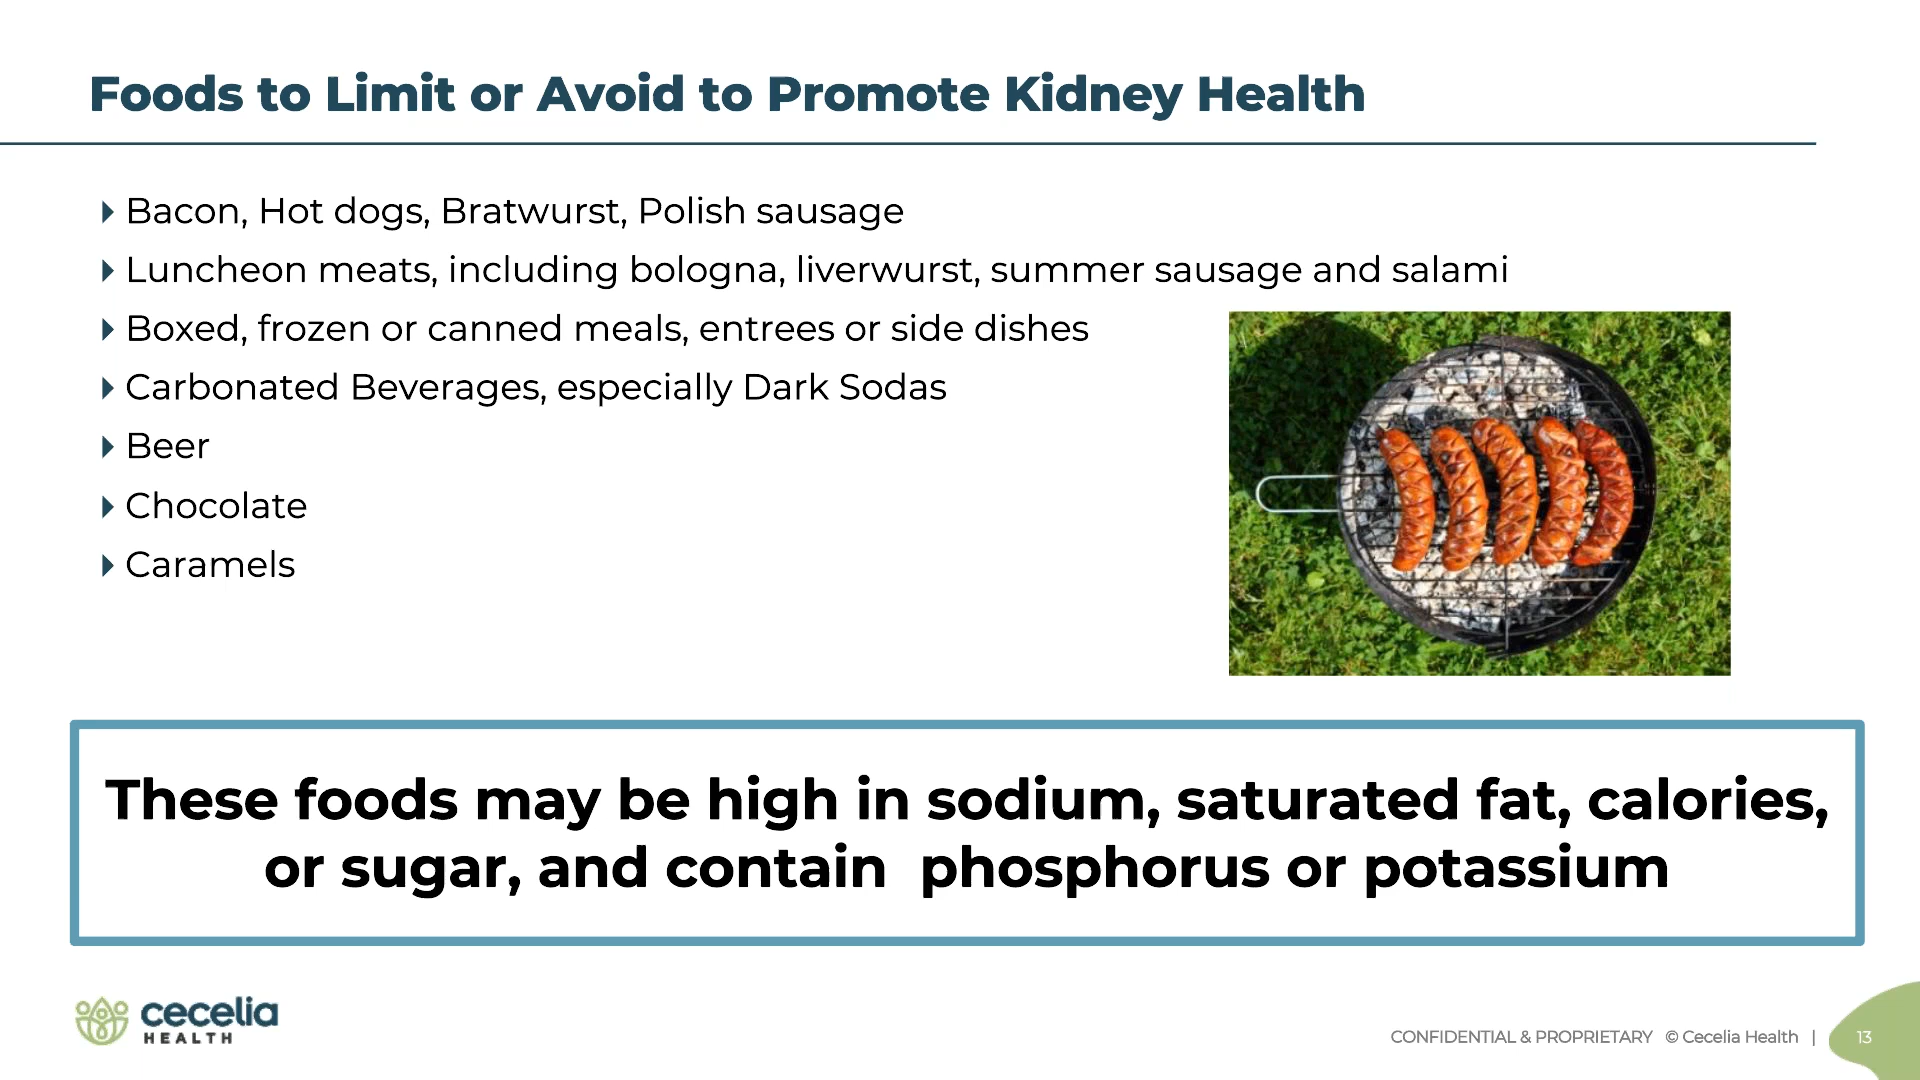 Foods to Limit or Avoid to Promote Kidney Health
Bacon, Hot dogs, Bratwurst, Polish sausage
Luncheon meats, including bologna, liverwurst, summer sausage and salami
Boxed, frozen or canned meals, entrees or side dishes
Carbonated Beverages, especially Dark Sodas
Beer
Chocolate
Caramels
These foods may be high in sodium, saturated fat, calories,
or sugar, and contain  phosphorus or potassium
cecelia
HEALTH
CONFIDENTIAL & PROPRIETARY © Cecelia Health | 13